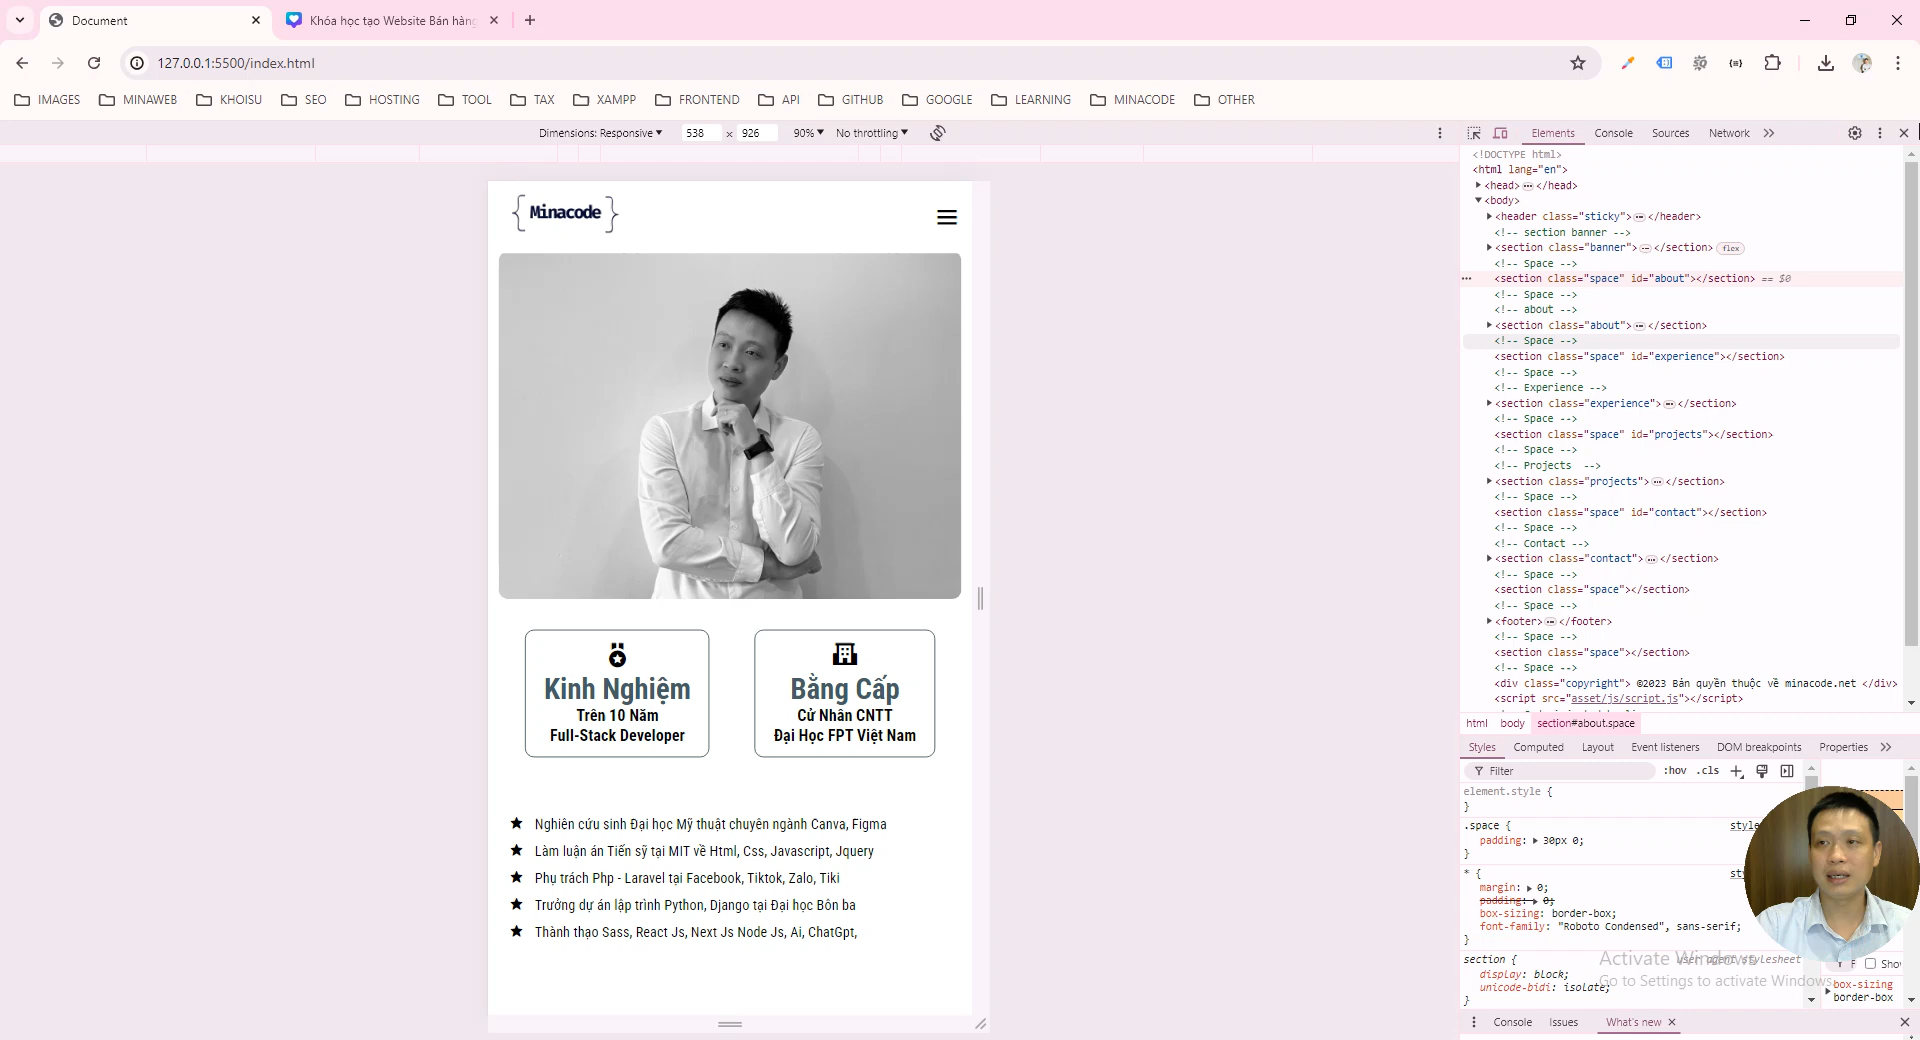 Document
Khóa học tạo Website Bán hàng
127.0.0.1:5500/index.html
IMAGES MINAWEB KHOISU SEO HOSTING TOOL TAX XAMPP FRONTEND API GITHUB GOOGLE LEARNING MINACODE OTHER
Dimensions: Responsive 538 x 926 90% No throttling
Elements Console Sources Network
{ Minacode }
Kinh Nghiệm
Trên 10 Năm
Full-Stack Developer
Bằng Cấp
Cử Nhân CNTT
Đại Học FPT Việt Nam
Nghiên cứu sinh Đại học Mỹ thuật chuyên ngành Canva, Figma
Làm luận án Tiến sỹ tại MIT về Html, Css, Javascript, Jquery
Phụ trách Php - Laravel tại Facebook, Tiktok, Zalo, Tiki
Trưởng dự án lập trình Python, Django tại Đại học Bôn ba
Thành thạo Sass, React Js, Next Js Node Js, Ai, ChatGpt,
<!DOCTYPE html>
<html lang="en">
<head> ••• </head>
<body>
<header class="sticky"> ••• </header>
<!-- section banner -->
<section class="banner"> ••• </section> flex
<!-- Space -->
<section class="space" id="about"></section> == $0
<!-- Space -->
<!-- about -->
<section class="about"> ••• </section>
<!-- Space -->
<section class="space" id="experience"></section>
<!-- Space -->
<!-- Experience -->
<section class="experience"> ••• </section>
<!-- Space -->
<section class="space" id="projects"></section>
<!-- Space -->
<!-- Projects -->
<section class="projects"> ••• </section>
<!-- Space -->
<section class="space" id="contact"></section>
<!-- Space -->
<!-- Contact -->
<section class="contact"> ••• </section>
<!-- Space -->
<section class="space"></section>
<!-- Space -->
<footer> ••• </footer>
<!-- Space -->
<section class="space"></section>
<!-- Space -->
<div class="copyright"> ©2023 Bản quyền thuộc về minacode.net </div>
<script src="asset/js/script.js"></script>
html body section#about.space
Styles Computed Layout Event listeners DOM breakpoints Properties
Filter :hov .cls
element.style {
}
.space { style
padding: 30px 0;
}
* {
margin: 0;
padding: 0;
box-sizing: border-box;
font-family: "Roboto Condensed", sans-serif;
}
section { user agent stylesheet
display: block;
unicode-bidi: isolate;
}
Activate Windows
Go to Settings to activate Windows.
box-sizing
border-box
Console Issues What's new